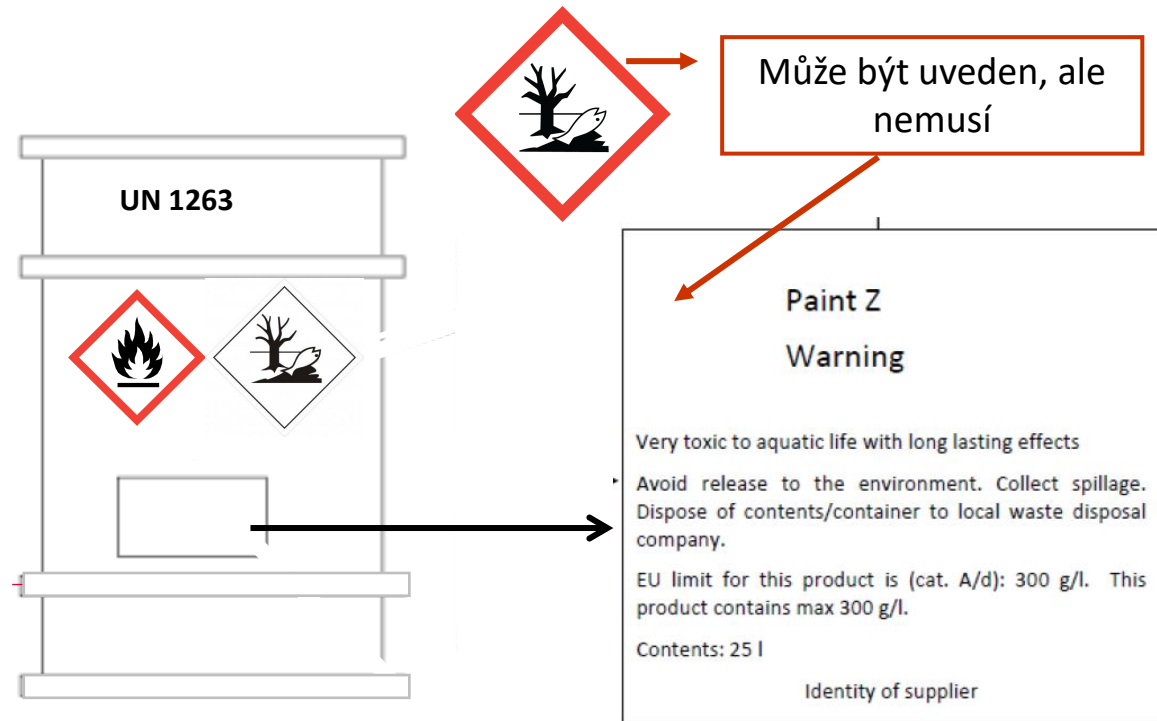 Může být uveden, ale
nemusí
UN 1263
Paint Z
Warning
Very toxic to aquatic life with long lasting effects
Avoid release to the environment. Collect spillage.
Dispose of contents/container to local waste disposal
company.
EU limit for this product is (cat. A/d): 300 g/l. This
product contains max 300 g/l.
Contents: 25 l
Identity of supplier